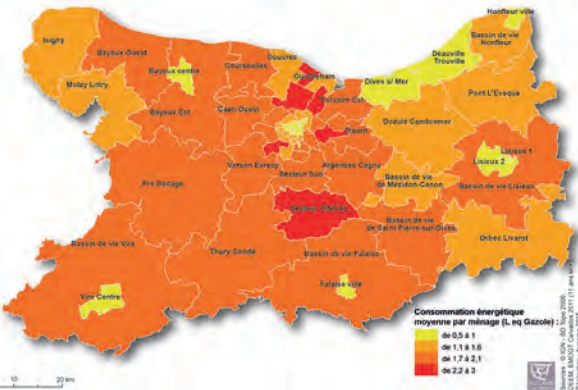 Honfleur ville
Isigny
Bayeux Ouest
Douvres
Bassin de vie
Honfleur
Deauville
Trouville
Bayeux centre
Courseulles
Ouistreham
Dives s/ Mer
Molay Littry
Pont L'Eveque
Bayeux Est
Caen Ouest
Dozulé Cambremer
Troarn
Lisieux 1
Lisieux 2
Verson Evrecy
Argences Cagny
Secteur Sud
Bassin de vie
de Mezidon-Canon
Bassin de vie Lisieux
Pre Bocage
Bassin de vie
de Saint-Pierre-sur-Dives
Bassin de vie Vire
Thury Conde
Bassin de vie Falaise
Orbec Livarot
Vire Centre
Falaise ville
Consommation énergétique
moyenne par ménage (L eq Gazole) :
de 0,5 à 1
de 1,1 à 1,6
de 1,7 à 2,1
de 2,2 à 3
10 20 km